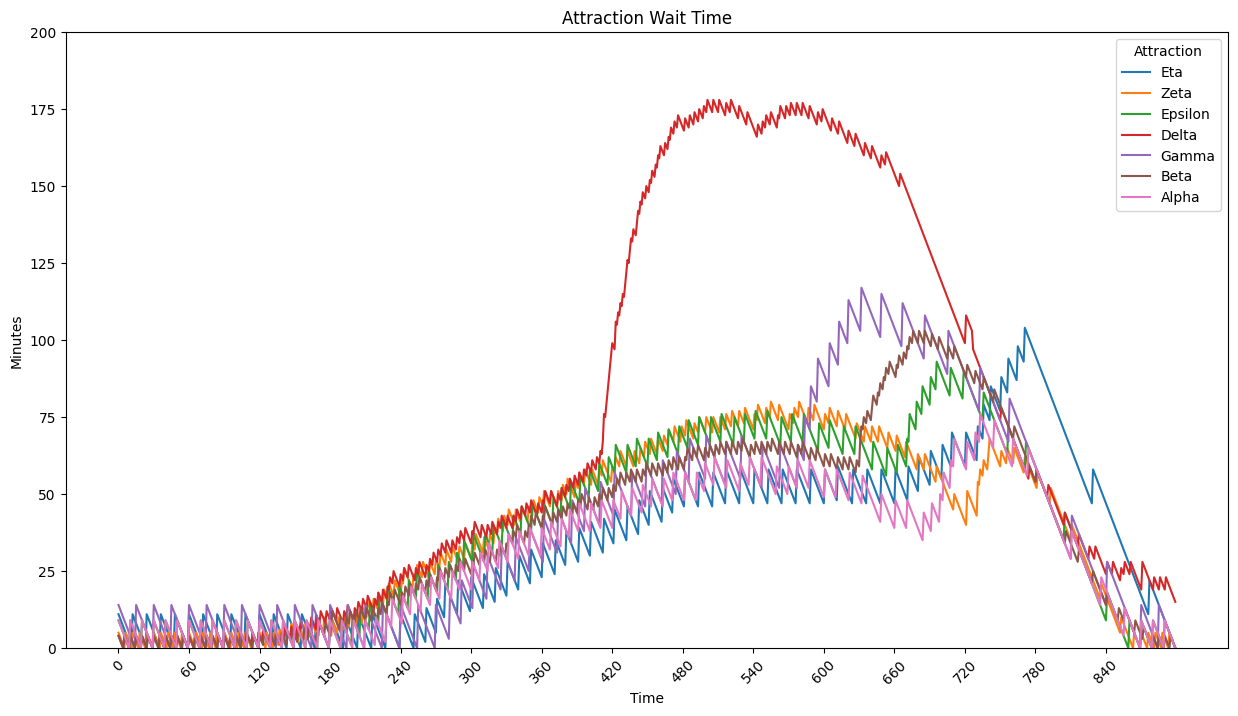 Attraction Wait Time
Minutes
200
175
150
125
100
75
50
25
0
Attraction
Eta
Zeta
Epsilon
Delta
Gamma
Beta
Alpha
0
60
120
180
240
300
360
420
480
540
600
660
720
780
840
Time